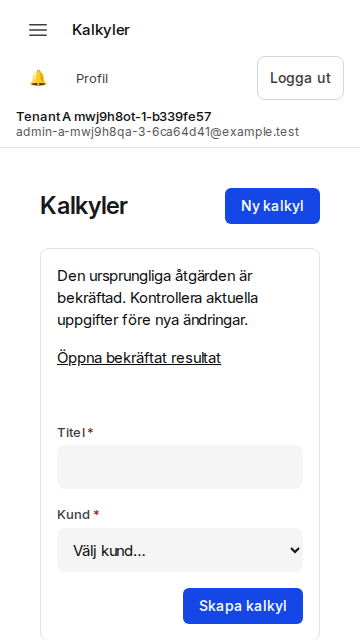 Kalkyler
Profil
Logga ut
Tenant A mwj9h8ot-1-b339fe57
admin-a-mwj9h8qa-3-6ca64d41@example.test
Kalkyler
Ny kalkyl
Den ursprungliga åtgärden är
bekräftad. Kontrollera aktuella
uppgifter före nya ändringar.
Öppna bekräftat resultat
Titel *
Kund *
Välj kund...
Skapa kalkyl